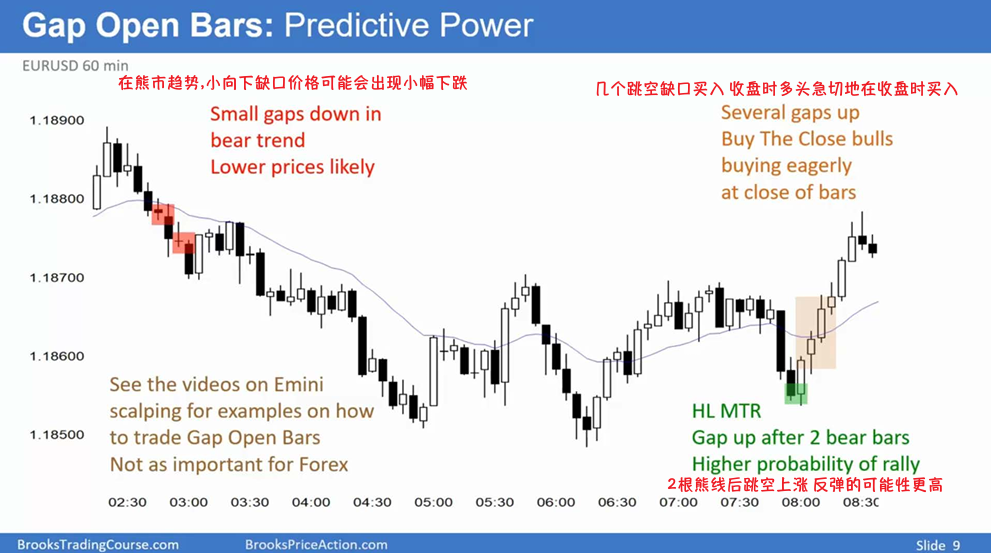 Gap Open Bars: Predictive Power
EURUSD 60 min
在熊市趋势,小向下缺口价格可能会出现小幅下跌
Small gaps down in
bear trend
Lower prices likely
几个跳空缺口买入 收盘时多头急切地在收盘时买入
Several gaps up
Buy The Close bulls
buying eagerly
at close of bars
1.18900
1.18800
1.18700
1.18600
1.18500
See the videos on Emini
scalping for examples on how
to trade Gap Open Bars
Not as important for Forex
HL MTR
Gap up after 2 bear bars
Higher probability of rally
2根熊线后跳空上涨 反弹的可能性更高
02:30 03:00 03:30 04:00 04:30 05:00 05:30 06:00 06:30 07:00 07:30 08:00 08:30
BrooksTradingCourse.com BrooksPriceAction.com Slide 9